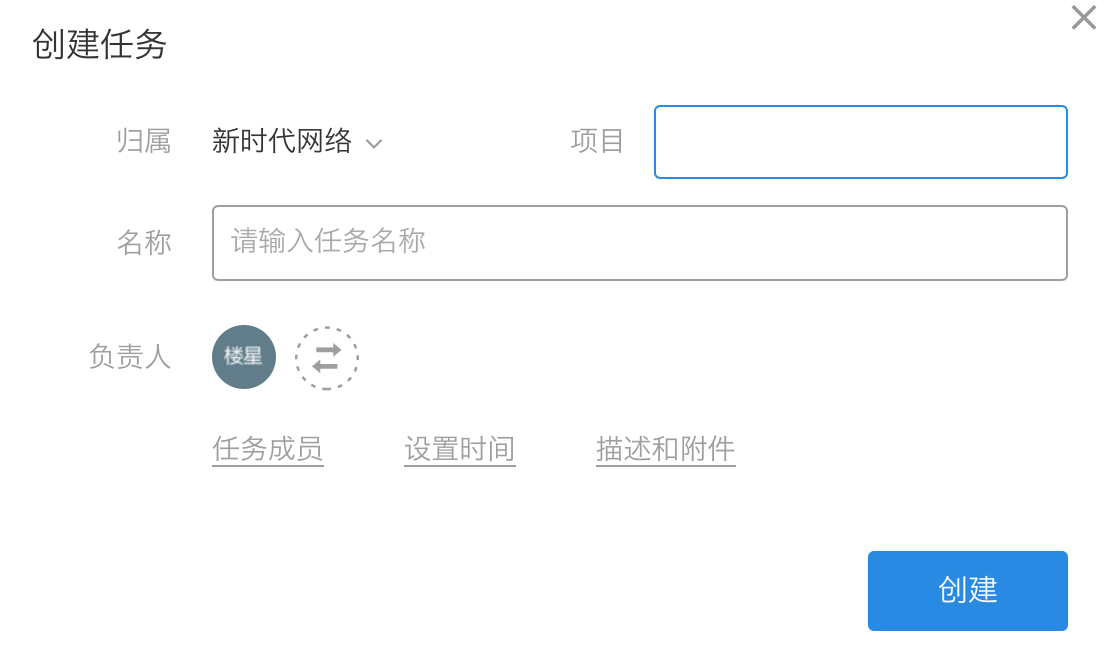 创建任务
归属 新时代网络 项目
名称 请输入任务名称
负责人 楼星
任务成员 设置时间 描述和附件
创建